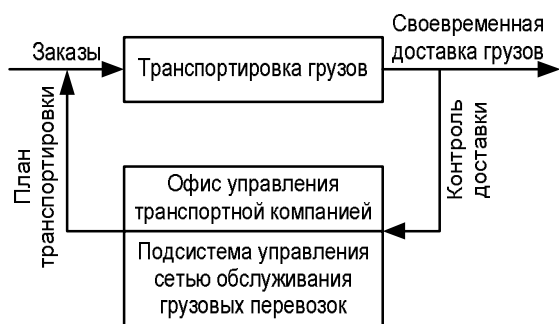 Заказы
Транспортировка грузов
Своевременная
доставка грузов
План
транспортировки
Контроль
доставки
Офис управления
транспортной компанией
Подсистема управления
сетью обслуживания
грузовых перевозок